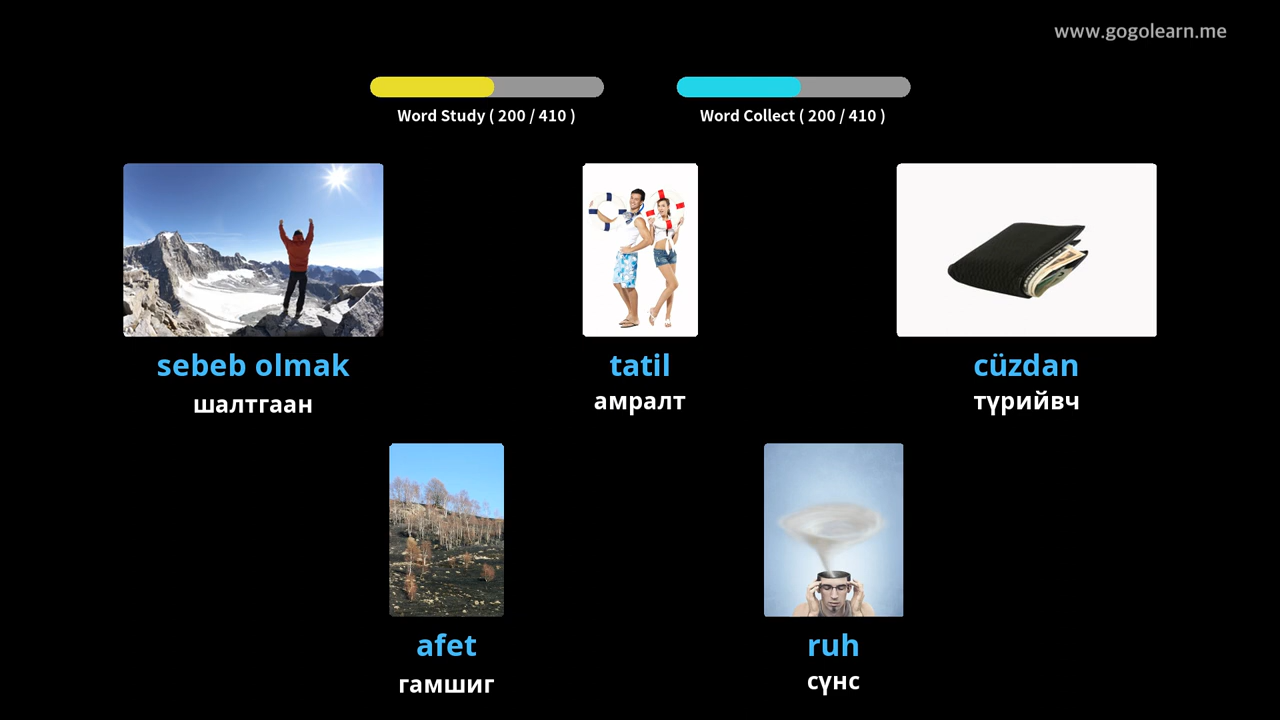 www.gogolearn.me
Word Study ( 200 / 410 )
Word Collect ( 200 / 410 )
sebeb olmak
шалтгаан
tatil
амралт
cüzdan
түрийвч
afet
гамшиг
ruh
сүнс